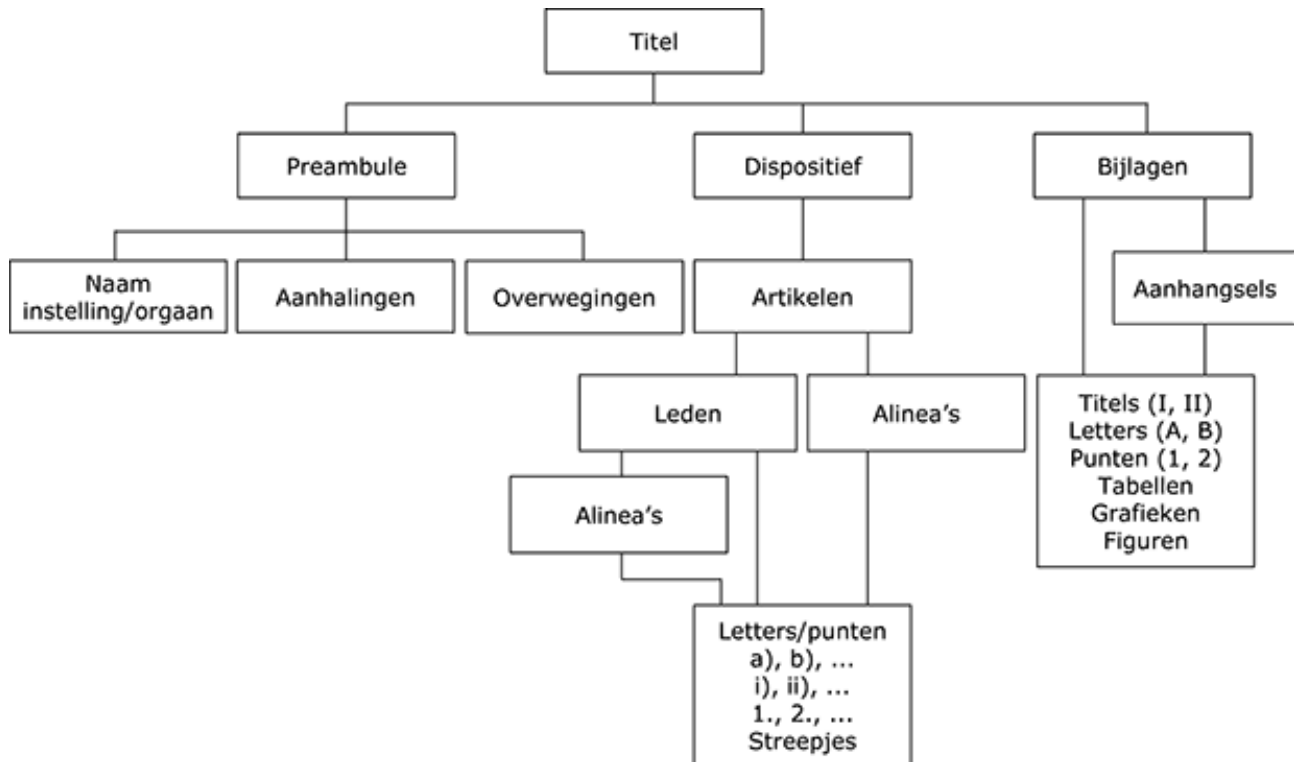 Titel
Preambule
Dispositief
Bijlagen
Naam
instelling/orgaan
Aanhalingen
Overwegingen
Artikelen
Aanhangsels
Leden
Alinea's
Titels (I, II)
Letters (A, B)
Punten (1, 2)
Tabellen
Grafieken
Figuren
Alinea's
Letters/punten
a), b), ...
i), ii), ...
1., 2., ...
Streepjes